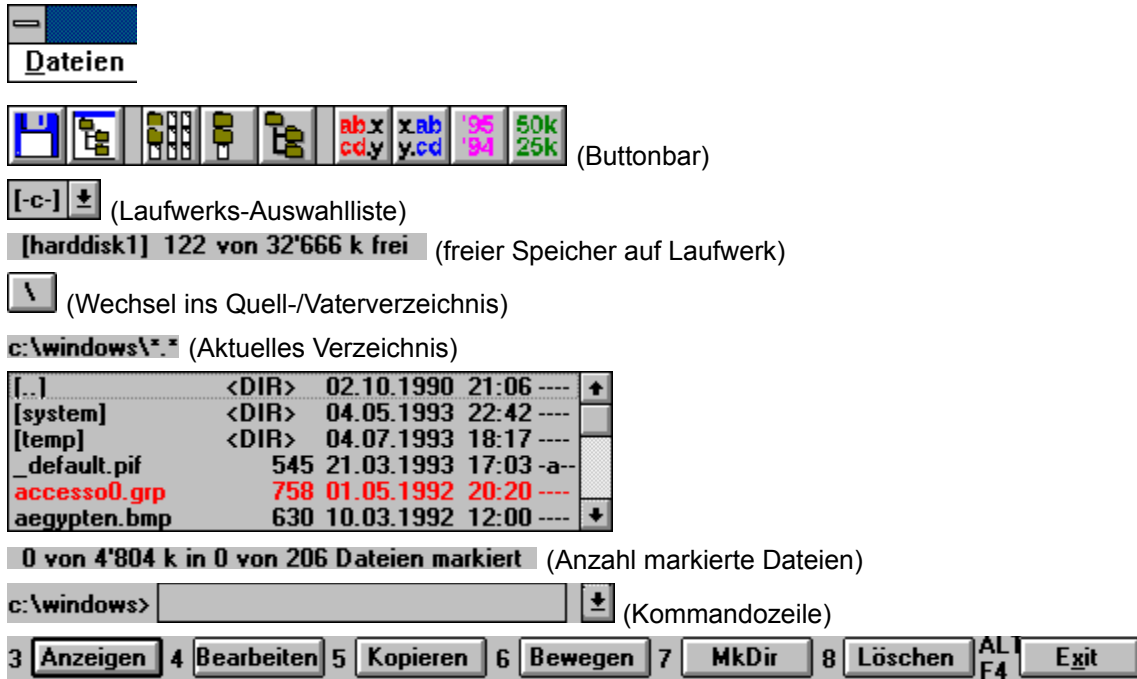 Dateien
ab.x x.ab '95 50k
cd.y y.cd '94 25k (Buttonbar)
[-c-] (Laufwerks-Auswahlliste)
[harddisk1] 122 von 32'666 k frei (freier Speicher auf Laufwerk)
\ (Wechsel ins Quell-/Vaterverzeichnis)
c:\windows\*.* (Aktuelles Verzeichnis)
[..] <DIR> 02.10.1990 21:06 ----
[system] <DIR> 04.05.1993 22:42 ----
[temp] <DIR> 04.07.1993 18:17 ----
_default.pif 545 21.03.1993 17:03 -a--
accesso0.grp 758 01.05.1992 20:20 ----
aegypten.bmp 630 10.03.1992 12:00 ----
0 von 4'804 k in 0 von 206 Dateien markiert (Anzahl markierte Dateien)
c:\windows> (Kommandozeile)
3 Anzeigen 4 Bearbeiten 5 Kopieren 6 Bewegen 7 MkDir 8 Löschen ALT F4 Exit